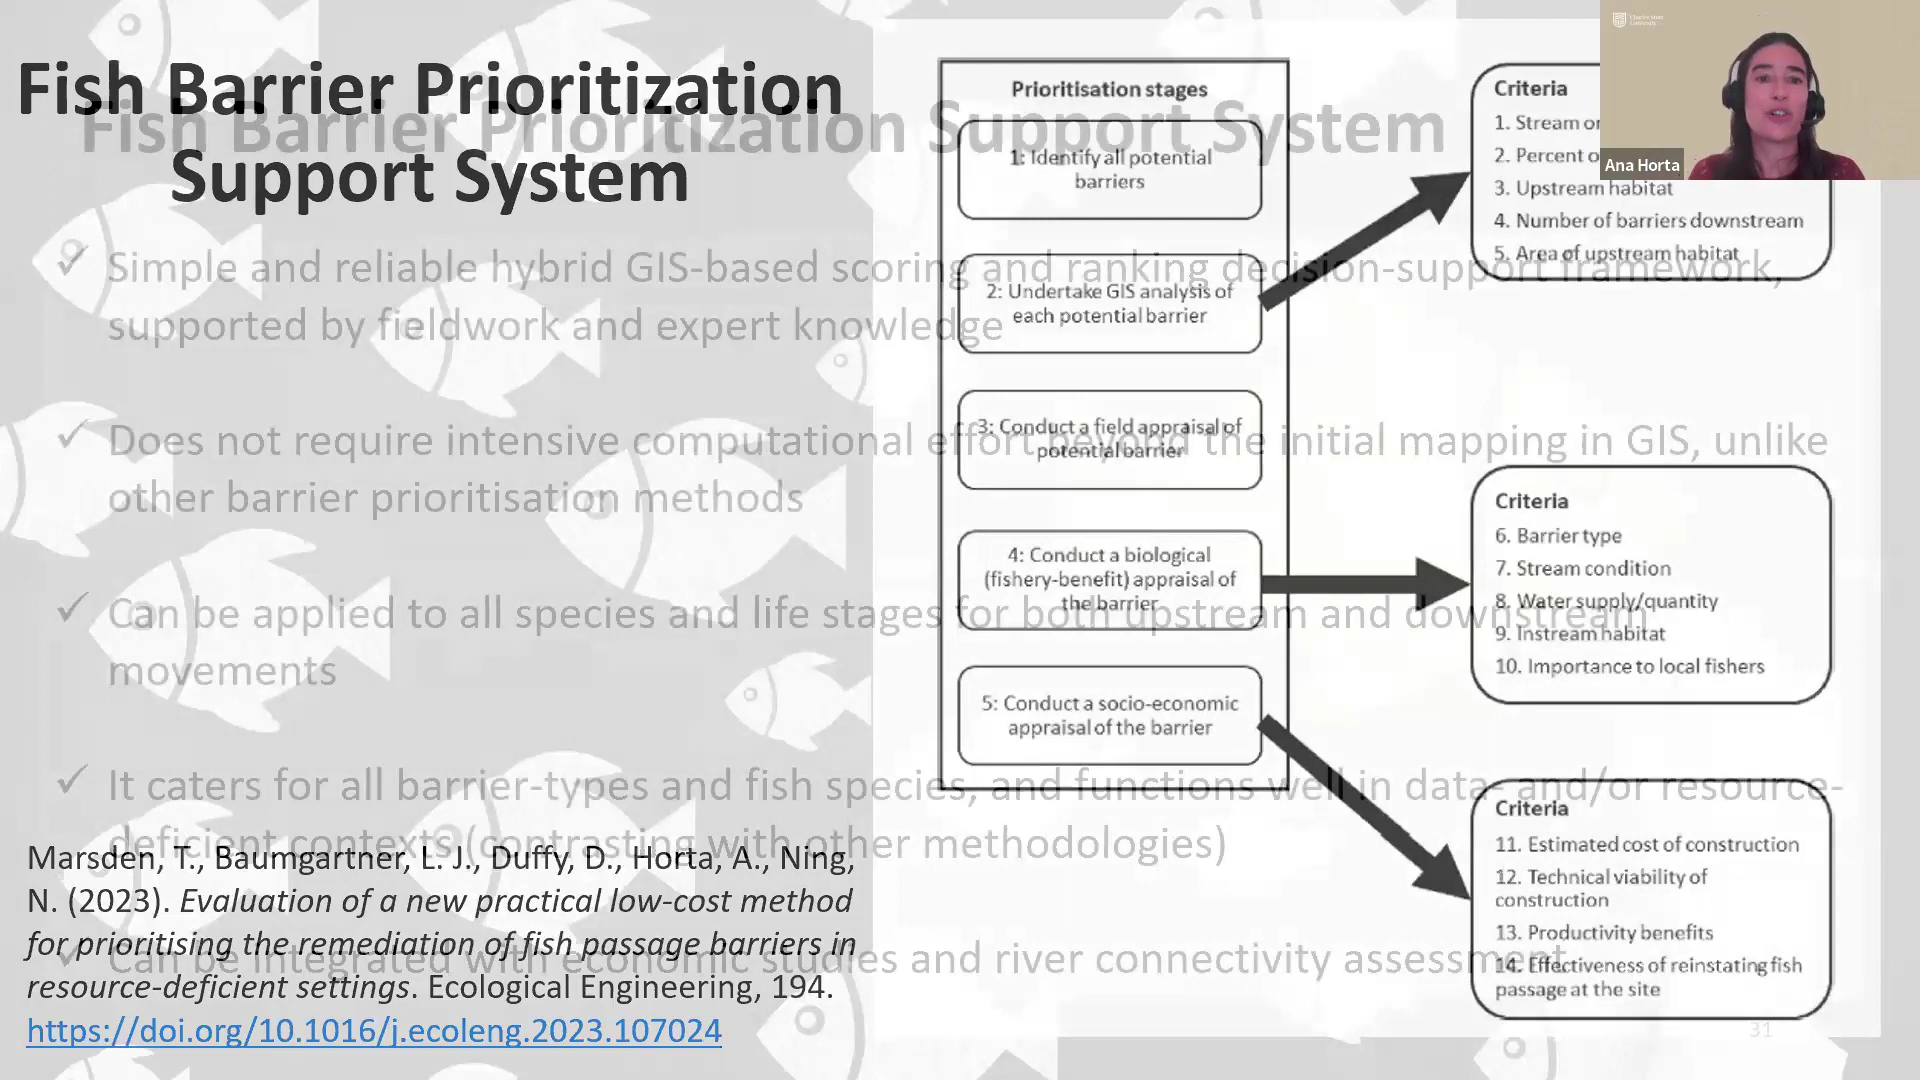 Fish Barrier Prioritization
Support System
Marsden, T., Baumgartner, L. J., Duffy, D., Horta, A., Ning,
N. (2023). Evaluation of a new practical low-cost method
for prioritising the remediation of fish passage barriers in
resource-deficient settings. Ecological Engineering, 194.
https://doi.org/10.1016/j.ecoleng.2023.107024
Fish Barrier Prioritization Support System
✓ Simple and reliable hybrid GIS-based scoring and ranking decision-support framework,
supported by fieldwork and expert knowledge
✓ Does not require intensive computational effort beyond the initial mapping in GIS, unlike
other barrier prioritisation methods
✓ Can be applied to all species and life stages for both upstream and downstream
movements
✓ It caters for all barrier-types and fish species, and functions well in data- and/or resource-
deficient contexts (contrasting with other methodologies)
✓ Can be integrated with economic studies and river connectivity assessment
Prioritisation stages
1: Identify all potential
barriers
2: Undertake GIS analysis of
each potential barrier
3: Conduct a field appraisal of
potential barrier
4: Conduct a biological
(fishery-benefit) appraisal of
the barrier
5: Conduct a socio-economic
appraisal of the barrier
Criteria
1. Stream
2. Percent
3. Upstream habitat
4. Number of barriers downstream
5. Area of upstream habitat
Criteria
6. Barrier type
7. Stream condition
8. Water supply/quantity
9. Instream habitat
10. Importance to local fishers
Criteria
11. Estimated cost of construction
12. Technical viability of
construction
13. Productivity benefits
14. Effectiveness of reinstating fish
passage at the site
31
Charles Sturt
University
Ana Horta